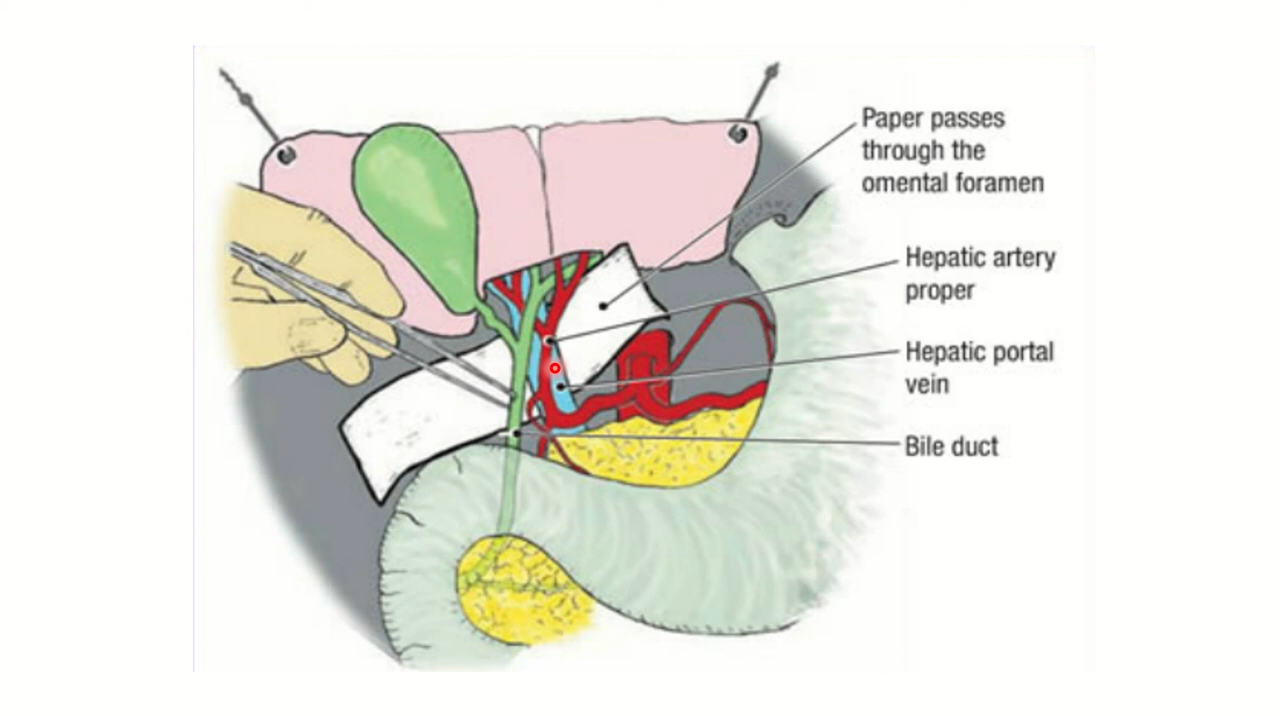 Paper passes
through the
omental foramen
Hepatic artery
proper
Hepatic portal
vein
Bile duct